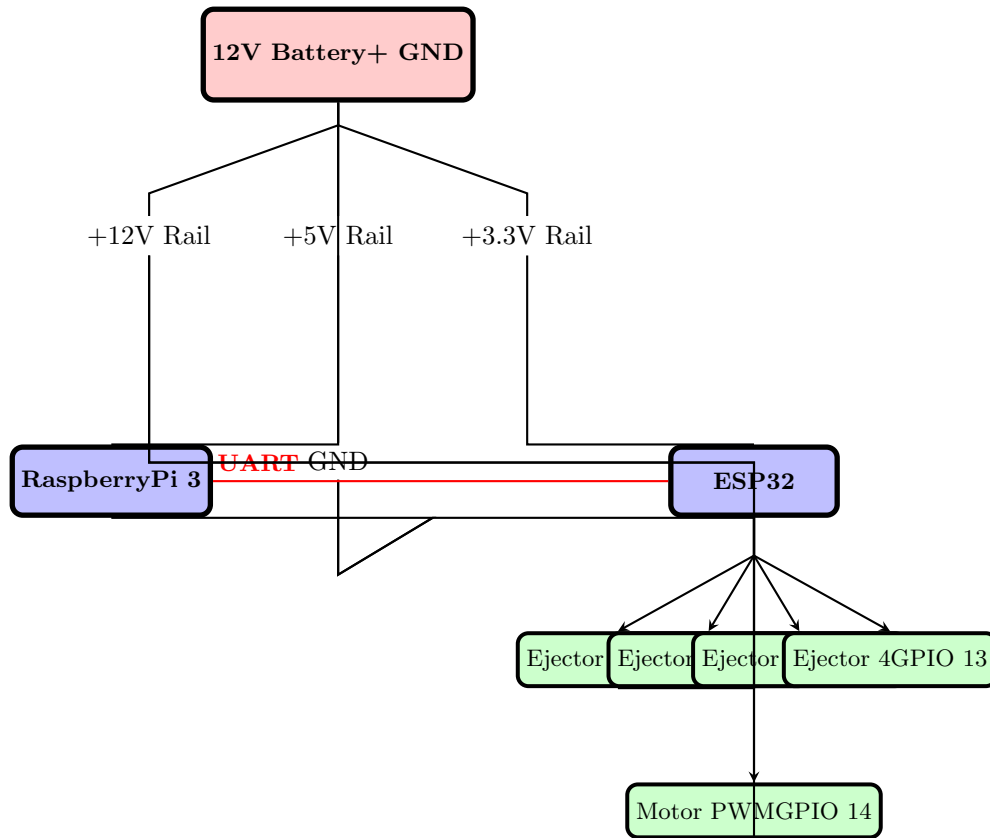 12V Battery+ GND
+12V Rail
+5V Rail
+3.3V Rail
UART GND
RaspberryPi 3
ESP32
Ejector
Ejector
Ejector
Ejector 4GPIO 13
Motor PWMGPIO 14